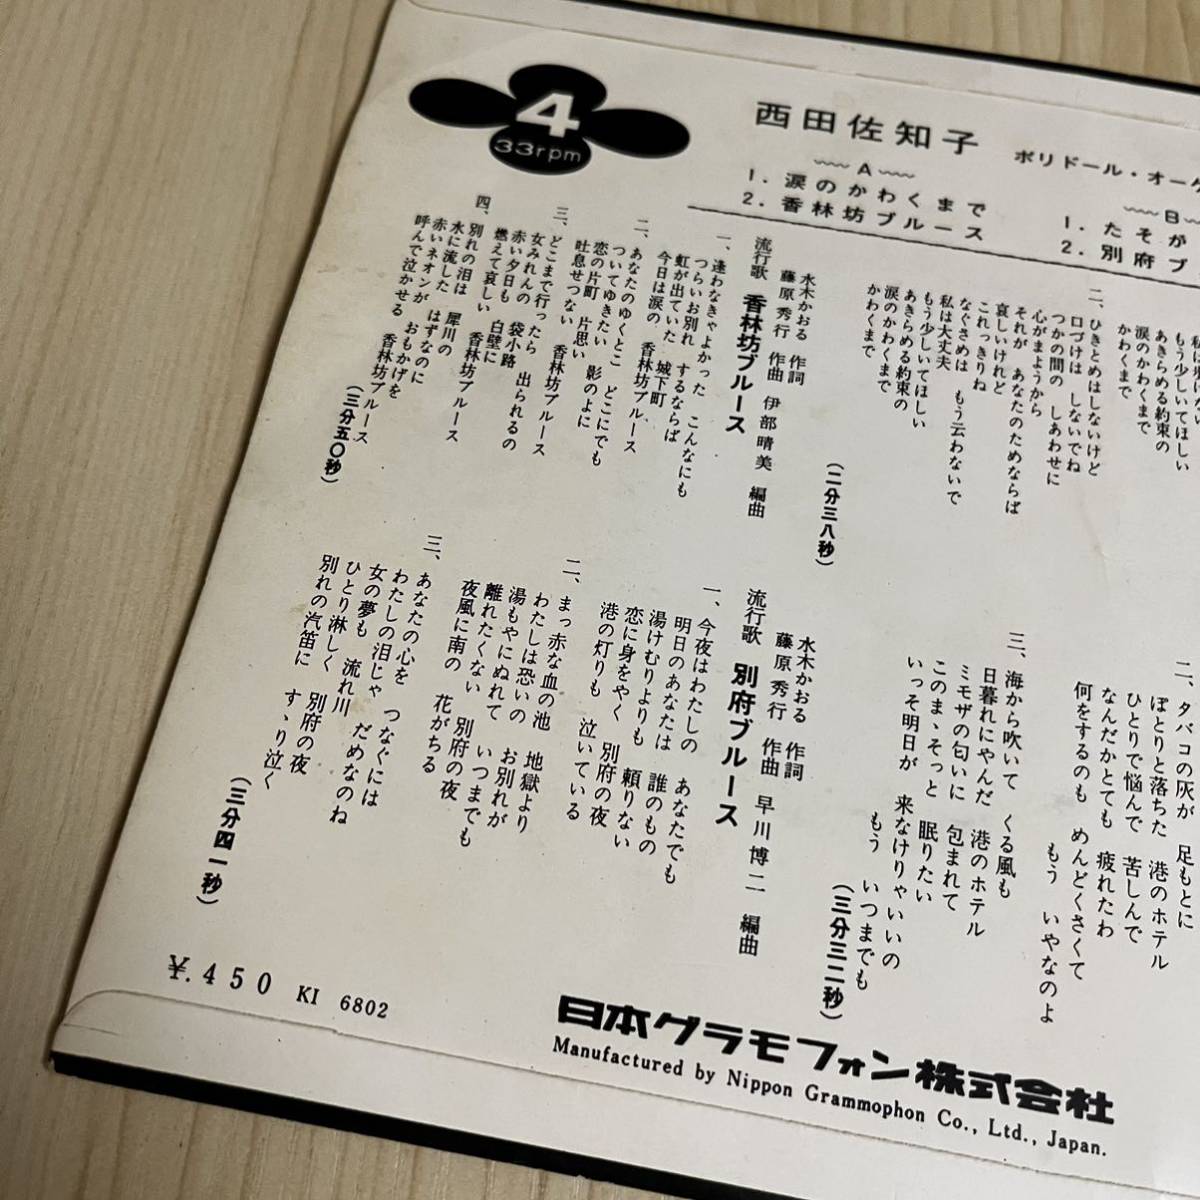 4
33rpm
西田佐知子
ポリドール・オーケ
A
1. 涙のかわくまで
2. 香林坊ブルース
B
1. たそが
2. 別府ブ
もう少しいてほしい
あきらめる約束の
涙のかわくまで
かわくまで
二、ひきとめはしないけど
口づけは しないでね
つかの間の しあわせに
心がまようから
それが あなたのためならば
哀しいけれど
これっきりね
なぐさめは もう云わないで
私は大丈夫
もう少しいてほしい
あきらめる約束の
涙のかわくまで
かわくまで
(二分三八秒)
水木かおる 作詞
藤原秀行 作曲 伊部晴美 編曲
流行歌 香林坊ブルース
一、逢わなきゃよかった こんなにも
つらいお別れ するならば
虹が出ていた 城下町
今日は涙の 香林坊ブルース
二、あなたのゆくとこ どこにでも
ついてゆきたい 影のよに
恋の片町 片思い
吐息せつない 香林坊ブルース
三、どこまで行ったら 出られるの
女みれんの 袋小路
赤い夕日も 白壁に
燃えて哀しい 香林坊ブルース
四、別れの泪は 犀川の
水に流した はずなのに
赤いネオンが おもかげを
呼んで泣かせる 香林坊ブルース
(三分五〇秒)
二、タバコの灰が 足もとに
ぽとりと落ちた 港のホテル
ひとりで悩んで 苦しんで
なんだかとても 疲れたわ
何をするのも めんどくさくて
もう いやなのよ
三、海から吹いて くる風も
日暮れにやんだ 港のホテル
ミモザの匂いに 包まれて
このまゝそっと 眠りたい
いっそ明日が 来なけりゃいいの
もう いつまでも
(三分三二秒)
水木かおる 作詞
藤原秀行 作曲 早川博二 編曲
流行歌 別府ブルース
一、今夜はわたしの あなたでも
明日のあなたは 誰のもの
湯けむりよりも 頼りない
恋に身をやく 別府の夜
港の灯りも 泣いている
二、まっ赤な血の池 地獄より
わたしは恐いの お別れが
湯もやにぬれて いつまでも
離れたくない 別府の夜
夜風に南の 花がちる
三、あなたの心を つなぐには
わたしの泪じゃ だめなのね
女の夢も 流れ川
ひとり淋しく 別府の夜
別れの汽笛に すゝり泣く
(三分四一秒)
¥.450 KI 6802
日本グラモフォン株式会社
Manufactured by Nippon Grammophon Co., Ltd., Japan.